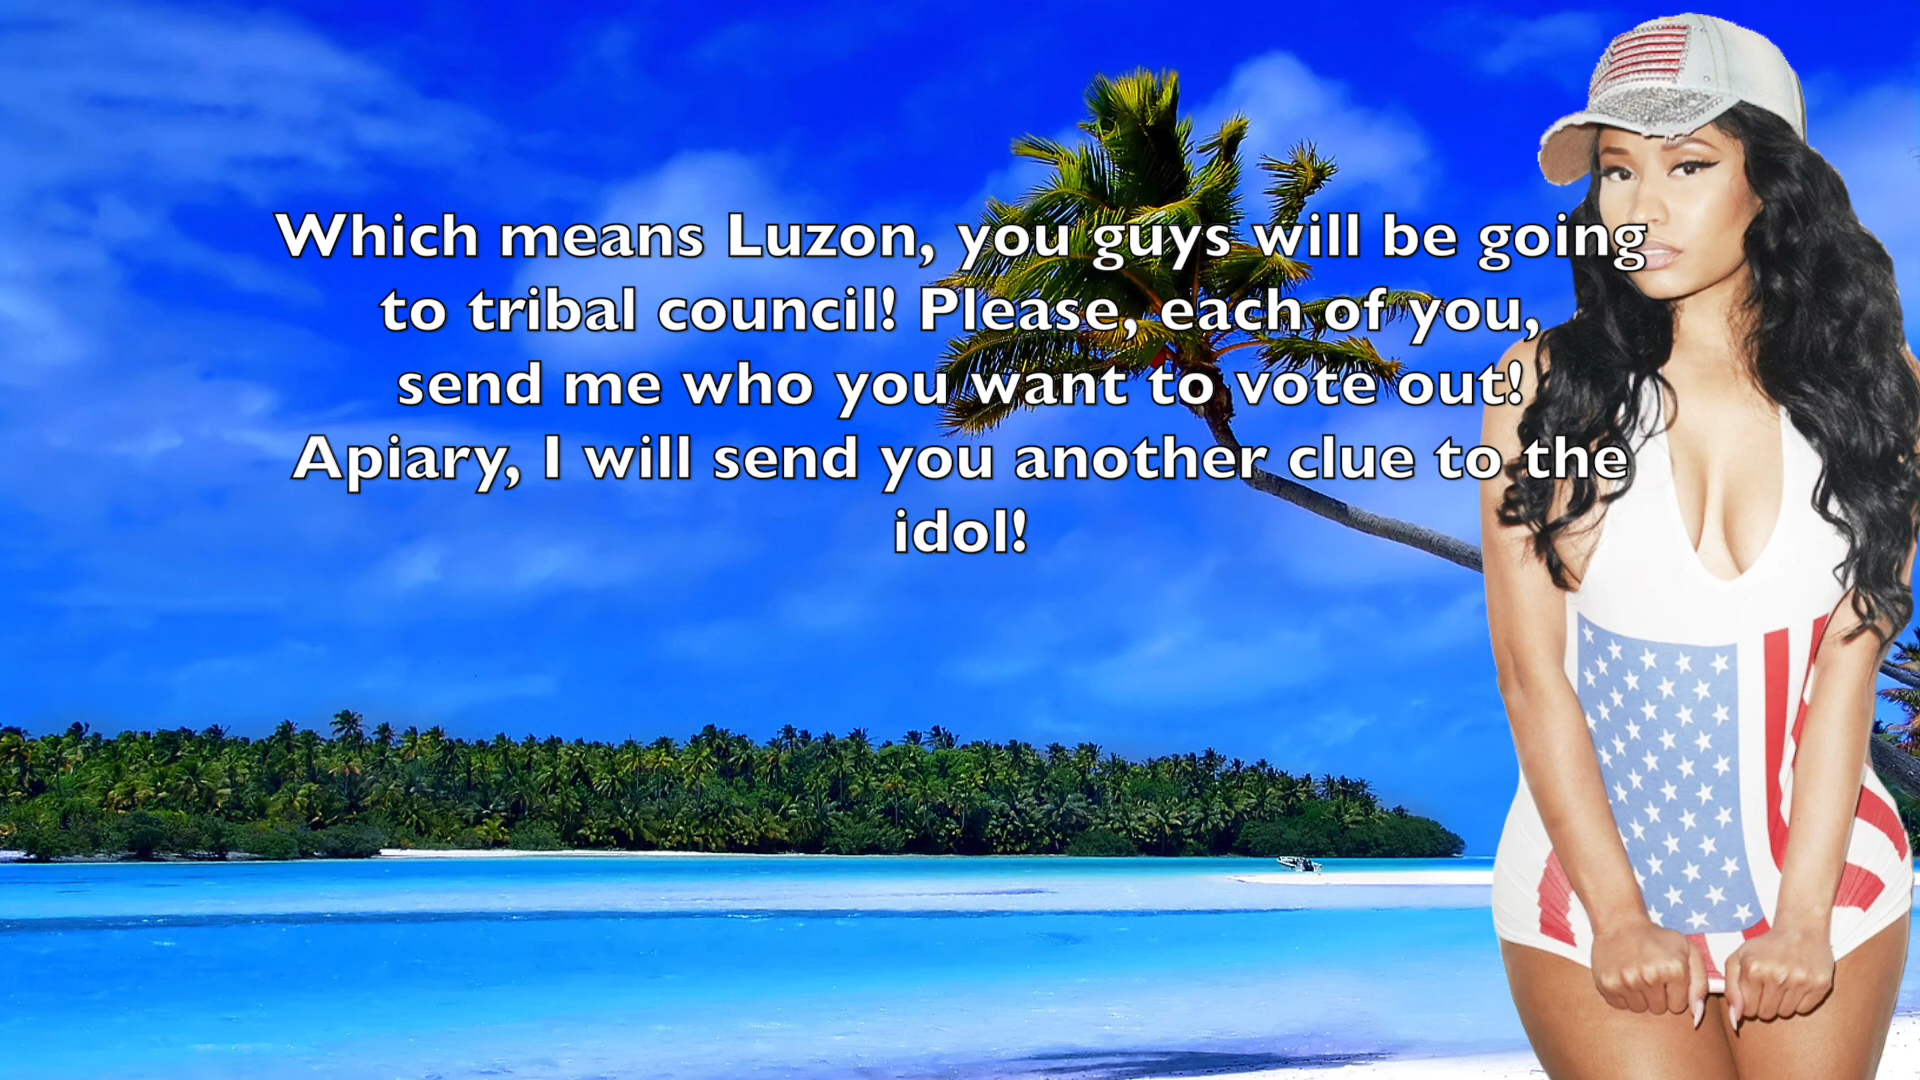 Which means Luzon, you guys will be going
to tribal council! Please, each of you,
send me who you want to vote out!
Apiary, I will send you another clue to the
idol!